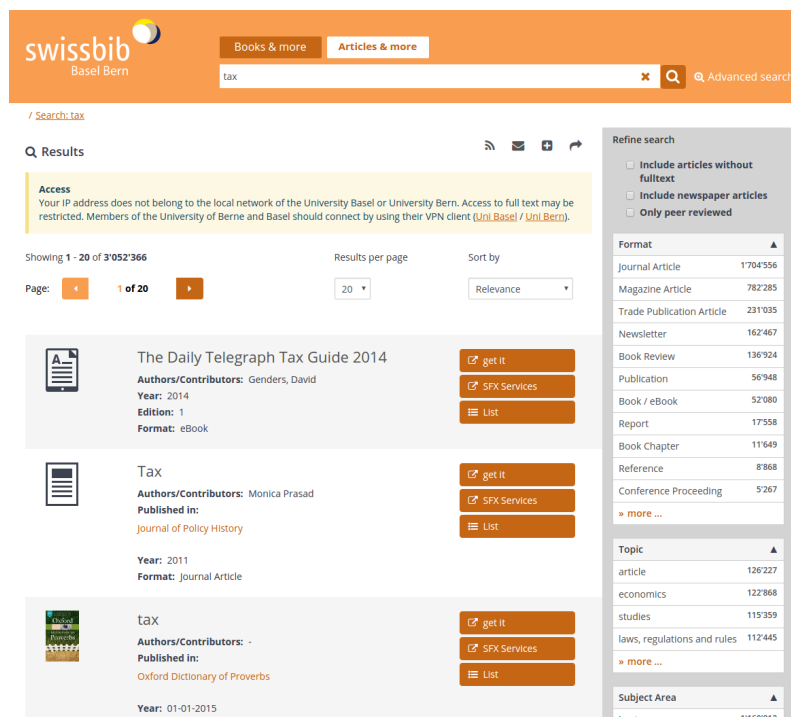 swissbib
Basel Bern
Books & more
Articles & more
tax
Advanced search
/ Search: tax
Results
Access
Your IP address does not belong to the local network of the University Basel or University Bern. Access to full text may be
restricted. Members of the University of Berne and Basel should connect by using their VPN client (Uni Basel / Uni Bern).
Showing 1 - 20 of 3'052'366
Results per page
Sort by
Page:
1 of 20
20
Relevance
The Daily Telegraph Tax Guide 2014
Authors/Contributors: Genders, David
Year: 2014
Edition: 1
Format: eBook
get it
SFX Services
List
Tax
Authors/Contributors: Monica Prasad
Published in:
Journal of Policy History
Year: 2011
Format: Journal Article
get it
SFX Services
List
Oxford
Proverbs
tax
Authors/Contributors: -
Published in:
Oxford Dictionary of Proverbs
Year: 01-01-2015
get it
SFX Services
List
Refine search
Include articles without
fulltext
Include newspaper articles
Only peer reviewed
Format
Journal Article 1'704'556
Magazine Article 782'285
Trade Publication Article 231'035
Newsletter 162'467
Book Review 136'924
Publication 56'948
Book / eBook 52'080
Report 17'558
Book Chapter 11'649
Reference 8'868
Conference Proceeding 5'267
» more ...
Topic
article 126'227
economics 122'868
studies 115'359
laws, regulations and rules 112'445
» more ...
Subject Area